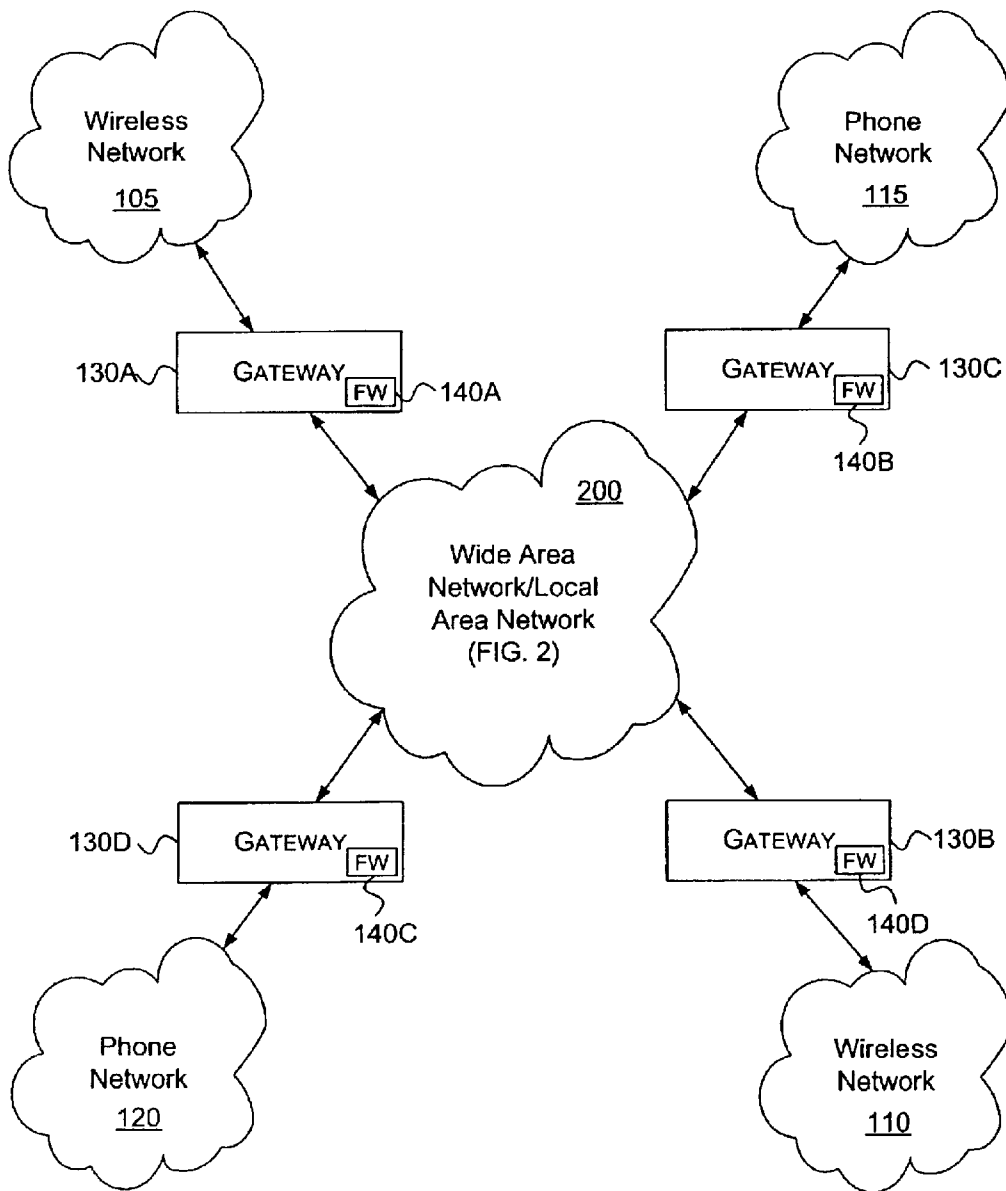 Wireless
Network
105
Phone
Network
115
130A
GATEWAY
FW
140A
GATEWAY
FW
130C
140B
200
Wide Area
Network/Local
Area Network
(FIG. 2)
130D
GATEWAY
FW
140C
GATEWAY
FW
130B
140D
Phone
Network
120
Wireless
Network
110